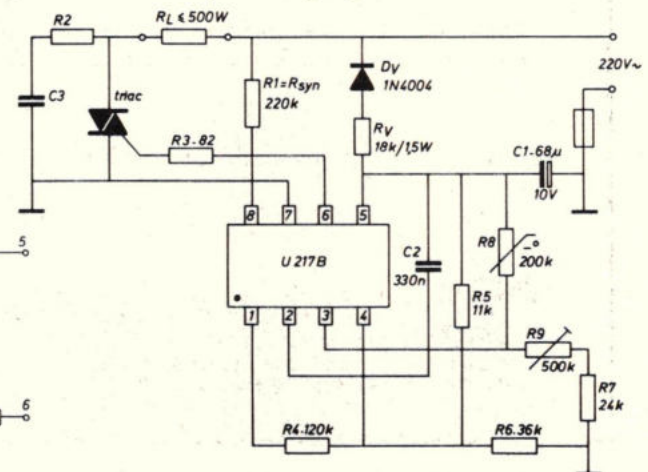 R2
RL ≤ 500W
C3
triac
R1=Rsyn
220k
DV
1N4004
220V~
R3-82
RV
18k/1,5W
C1-68µ
10V
8
7
6
5
5
U 217B
C2
330n
R8
-°
200k
R5
11k
1
2
3
4
R9
500k
R7
24k
6
R4-120k
R6.36k